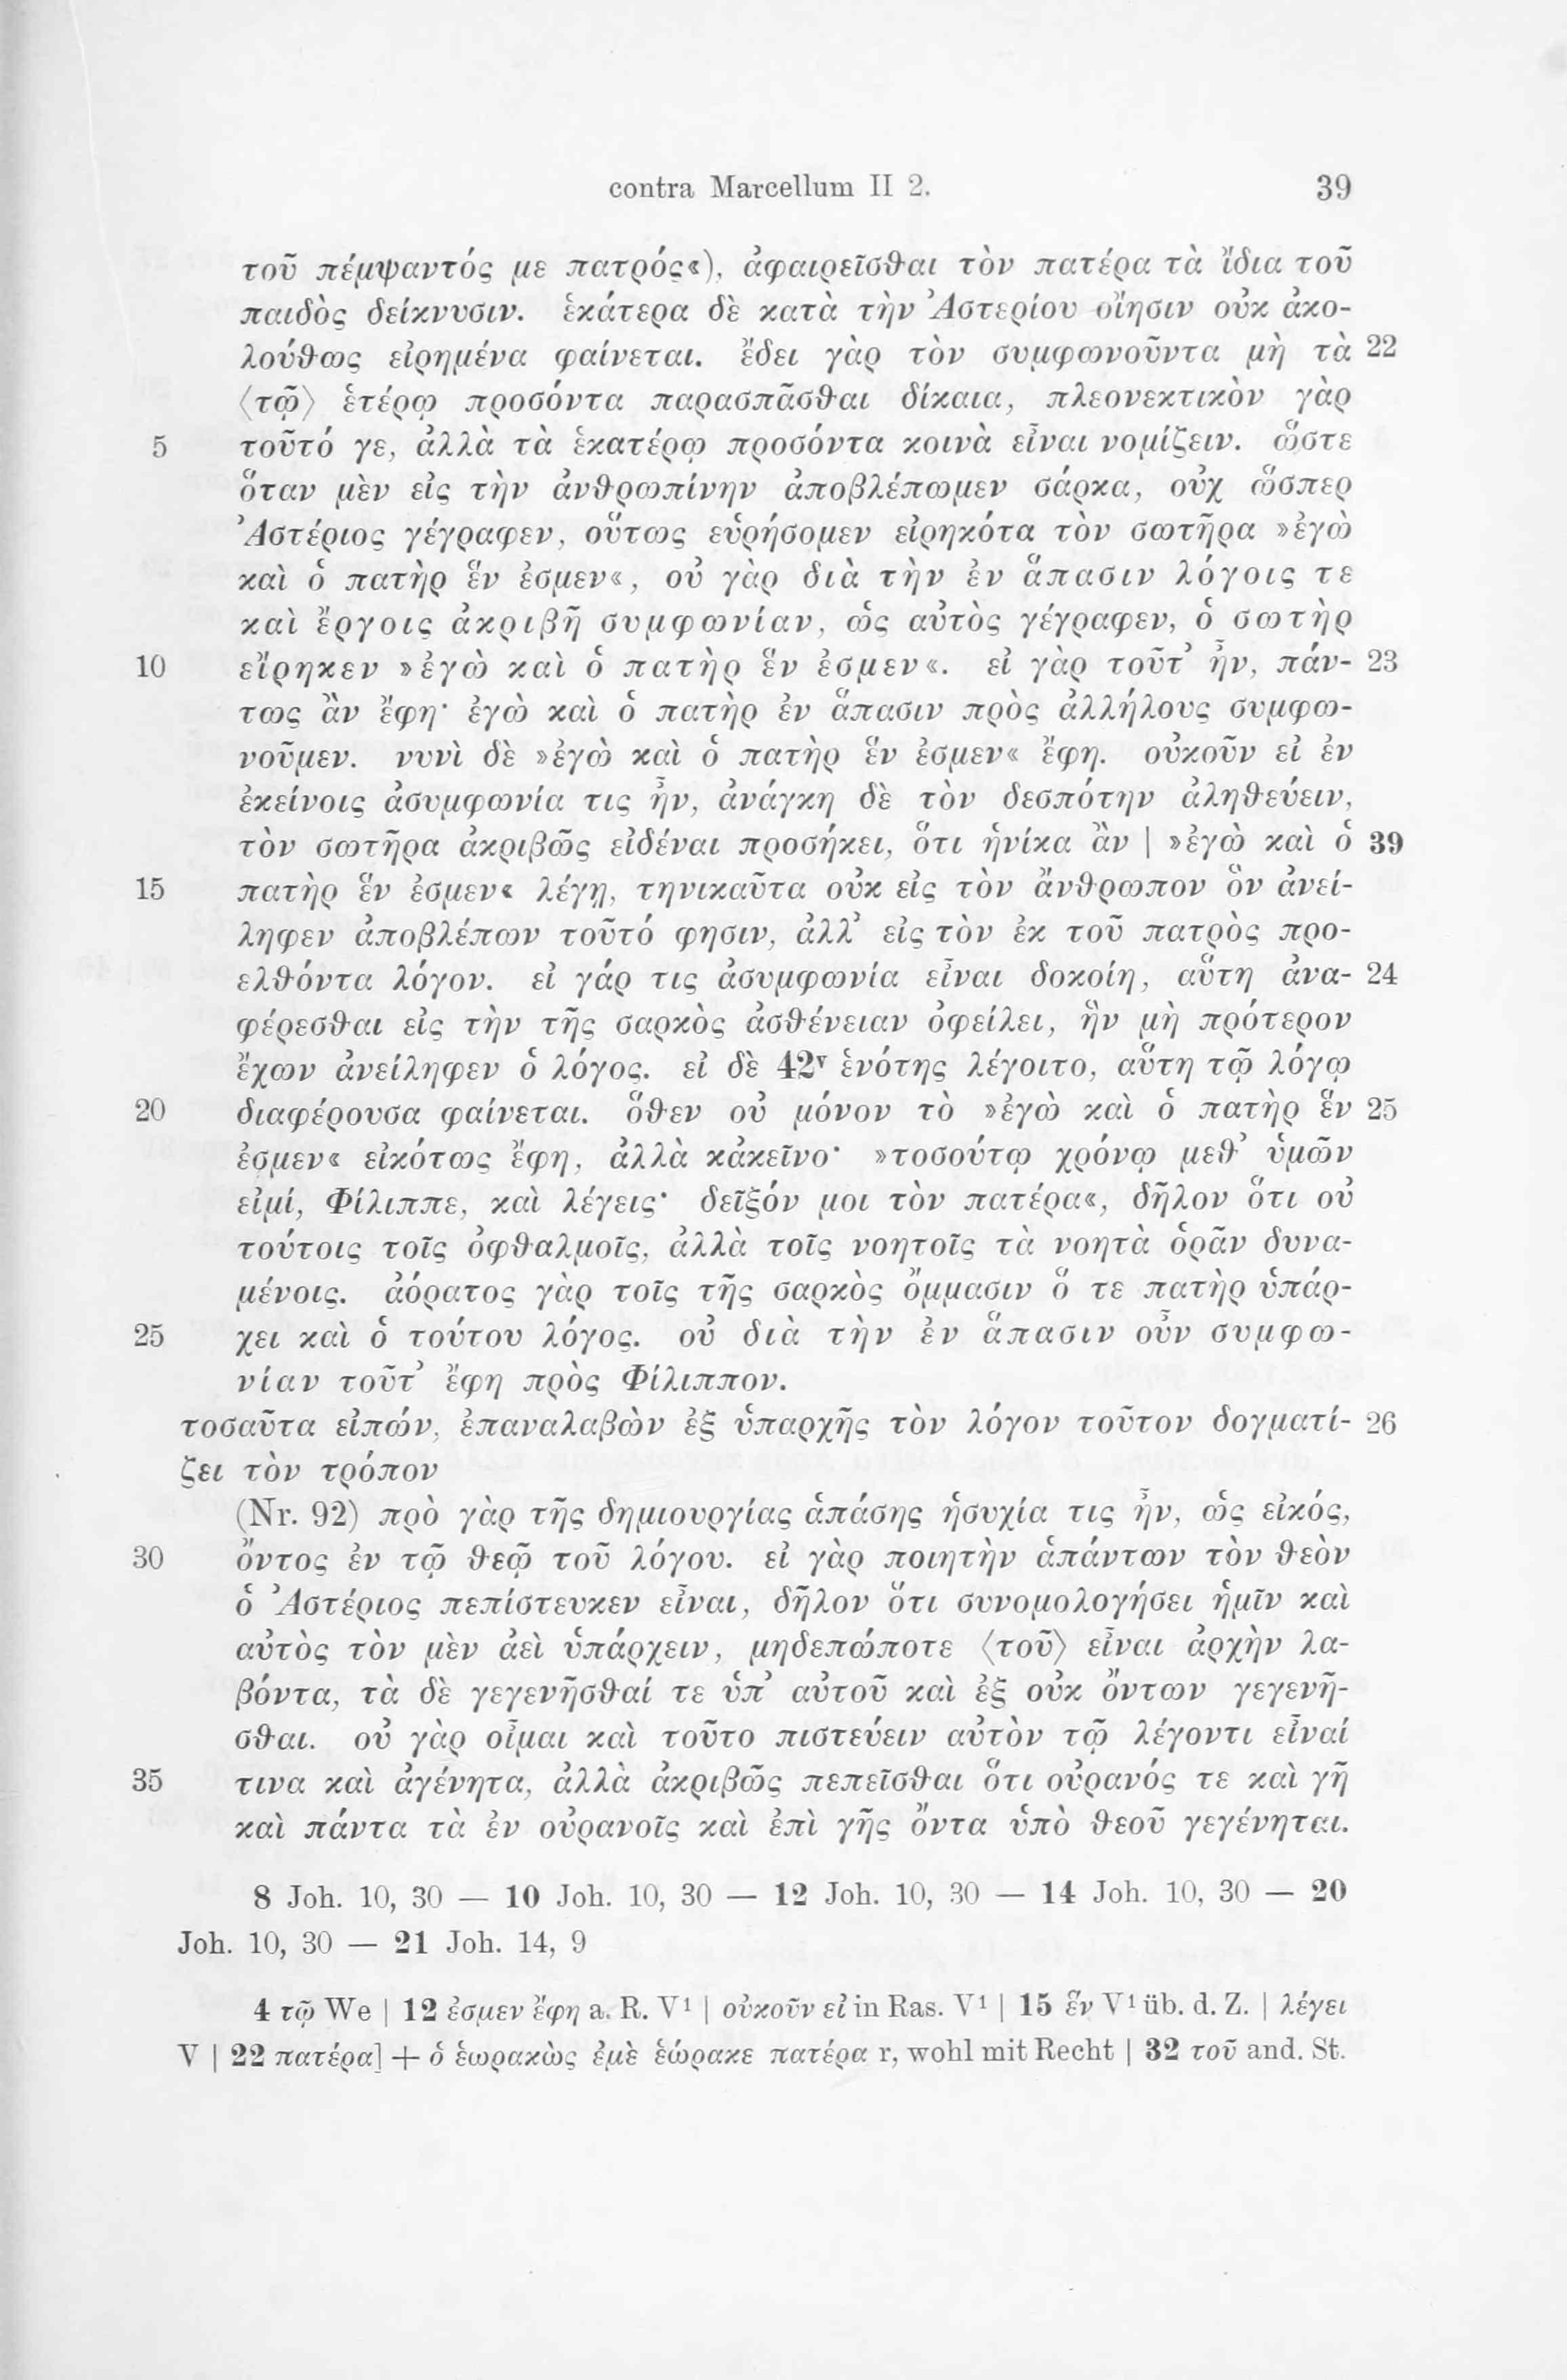 contra Marcellum II 2. 39
τοῦ πέμψαντός με πατρός«), ἀφαιρεῖσθαι τὸν πατέρα τὰ ἴδια τοῦ
παιδὸς δείκνυσιν. ἑκάτερα δὲ κατὰ τὴν Ἀστερίου οἴησιν οὐκ ἀκο-
λούθως εἰρημένα φαίνεται. ἔδει γὰρ τὸν συμφωνοῦντα μὴ τὰ 22
⟨τῷ⟩ ἑτέρῳ προσόντα παρασπᾶσθαι δίκαια, πλεονεκτικὸν γὰρ
5 τοῦτό γε, ἀλλὰ τὰ ἑκατέρῳ προσόντα κοινὰ εἶναι νομίζειν. ὥστε
ὅταν μὲν εἰς τὴν ἀνθρωπίνην ἀποβλέπωμεν σάρκα, οὐχ ὥσπερ
Ἀστέριος γέγραφεν, οὕτως εὑρήσομεν εἰρηκότα τὸν σωτῆρα »ἐγὼ
καὶ ὁ πατὴρ ἕν ἐσμεν«, οὐ γὰρ διὰ τὴν ἐν ἅπασιν λόγοις τε
καὶ ἔργοις ἀκριβῆ συμφωνίαν, ὡς αὐτὸς γέγραφεν, ὁ σωτὴρ
10 εἴρηκεν »ἐγὼ καὶ ὁ πατὴρ ἕν ἐσμεν«. εἰ γὰρ τοῦτ’ ἦν, πάν- 23
τως ἂν ἔφη· ἐγὼ καὶ ὁ πατὴρ ἐν ἅπασιν πρὸς ἀλλήλους συμφω-
νοῦμεν. νυνὶ δὲ »ἐγὼ καὶ ὁ πατὴρ ἕν ἐσμεν« ἔφη. οὐκοῦν εἰ ἐν
ἐκείνοις ἀσυμφωνία τις ἦν, ἀνάγκη δὲ τὸν δεσπότην ἀληθεύειν,
τὸν σωτῆρα ἀκριβῶς εἰδέναι προσήκει, ὅτι ἡνίκα ἂν | »ἐγὼ καὶ ὁ 39
15 πατὴρ ἕν ἐσμεν« λέγῃ, τηνικαῦτα οὐκ εἰς τὸν ἄνθρωπον ὃν ἀνεί-
ληφεν ἀποβλέπων τοῦτό φησιν, ἀλλ’ εἰς τὸν ἐκ τοῦ πατρὸς προ-
ελθόντα λόγον. εἰ γάρ τις ἀσυμφωνία εἶναι δοκοίη, αὕτη ἀνα- 24
φέρεσθαι εἰς τὴν τῆς σαρκὸς ἀσθένειαν ὀφείλει, ἣν μὴ πρότερον
ἔχων ἀνείληφεν ὁ λόγος. εἰ δὲ 42ᵛ ἑνότης λέγοιτο, αὕτη τῷ λόγῳ
20 διαφέρουσα φαίνεται. ὅθεν οὐ μόνον τὸ »ἐγὼ καὶ ὁ πατὴρ ἕν 25
ἐσμεν« εἰκότως ἔφη, ἀλλὰ κἀκεῖνο· »τοσούτῳ χρόνῳ μεθ’ ὑμῶν
εἰμί, Φίλιππε, καὶ λέγεις· δεῖξόν μοι τὸν πατέρα«, δῆλον ὅτι οὐ
τούτοις τοῖς ὀφθαλμοῖς, ἀλλὰ τοῖς νοητοῖς τὰ νοητὰ ὁρᾶν δυνα-
μένοις. ἀόρατος γὰρ τοῖς τῆς σαρκὸς ὄμμασιν ὅ τε πατὴρ ὑπάρ-
25 χει καὶ ὁ τούτου λόγος. οὐ διὰ τὴν ἐν ἅπασιν οὖν συμφω-
νίαν τοῦτ’ ἔφη πρὸς Φίλιππον.
τοσαῦτα εἰπών, ἐπαναλαβὼν ἐξ ὑπαρχῆς τὸν λόγον τοῦτον δογματί- 26
ζει τὸν τρόπον
(Nr. 92) πρὸ γὰρ τῆς δημιουργίας ἁπάσης ἡσυχία τις ἦν, ὡς εἰκός,
30 ὄντος ἐν τῷ θεῷ τοῦ λόγου. εἰ γὰρ ποιητὴν ἁπάντων τὸν θεὸν
ὁ Ἀστέριος πεπίστευκεν εἶναι, δῆλον ὅτι συνομολογήσει ἡμῖν καὶ
αὐτὸς τὸν μὲν ἀεὶ ὑπάρχειν, μηδεπώποτε ⟨τοῦ⟩ εἶναι ἀρχὴν λα-
βόντα, τὰ δὲ γεγενῆσθαί τε ὑπ’ αὐτοῦ καὶ ἐξ οὐκ ὄντων γεγενῆ-
σθαι. οὐ γὰρ οἶμαι καὶ τοῦτο πιστεύειν αὐτὸν τῷ λέγοντι εἶναί
35 τινα καὶ ἀγένητα, ἀλλὰ ἀκριβῶς πεπεῖσθαι ὅτι οὐρανός τε καὶ γῆ
καὶ πάντα τὰ ἐν οὐρανοῖς καὶ ἐπὶ γῆς ὄντα ὑπὸ θεοῦ γεγένηται.
8 Joh. 10, 30 — 10 Joh. 10, 30 — 12 Joh. 10, 30 — 14 Joh. 10, 30 — 20
Joh. 10, 30 — 21 Joh. 14, 9
4 τῷ We | 12 ἐσμεν ἔφη a. R. V¹ | οὐκοῦν εἰ in Ras. V¹ | 15 ἕν V¹ üb. d. Z. | λέγει
V | 22 πατέρα] + ὁ ἑωρακὼς ἐμὲ ἑώρακε πατέρα r, wohl mit Recht | 32 τοῦ and. St.